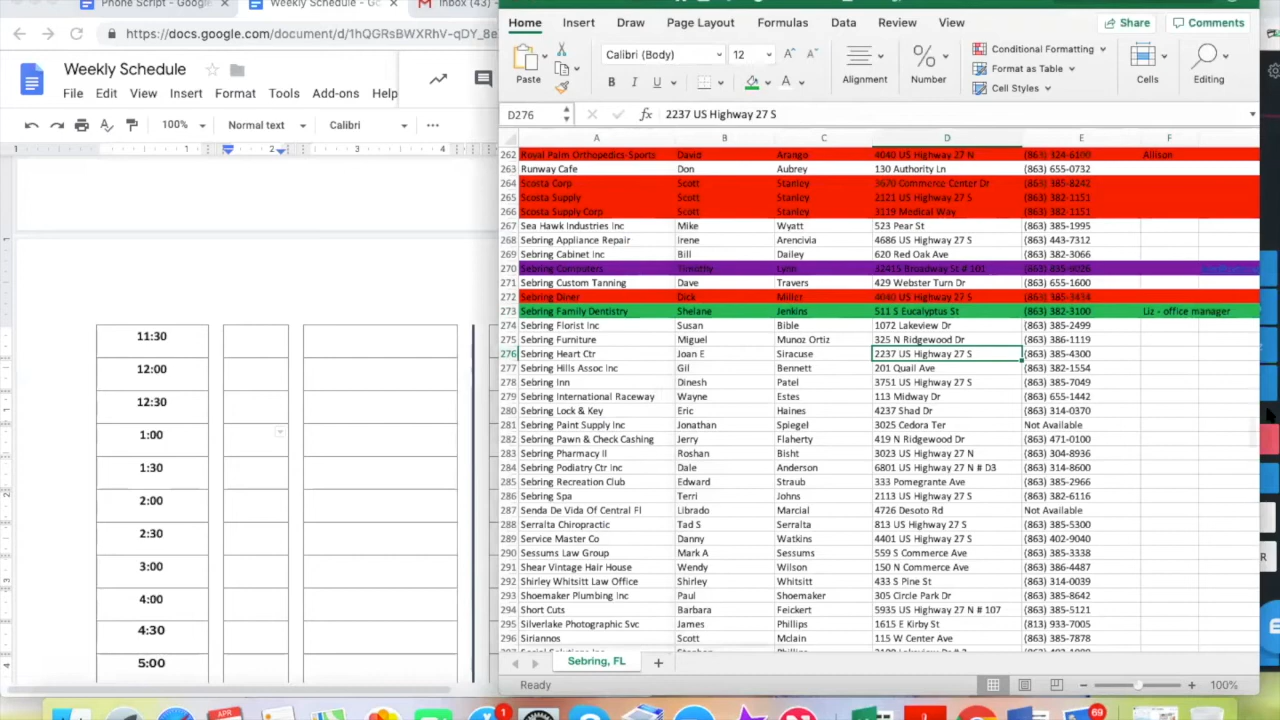 Phone Script - Google
Weekly Schedule - Go
Inbox (43)
https://docs.google.com/document/d/1hQGRsBWXRhV-qDY_8e
Weekly Schedule
File Edit View Insert Format Tools Add-ons Help
100% Normal text Calibri
1 1 2 3 4
11:30
12:00
12:30
1:00
1:30
2:00
2:30
3:00
4:00
4:30
5:00
Home Insert Draw Page Layout Formulas Data Review View Share Comments
Paste Calibri (Body) 12 Alignment Number Conditional Formatting Format as Table Cell Styles Cells Editing
D276 fx 2237 US Highway 27 S
A B C D E F
262 Royal Palm Orthopedics-Sports David Arango 4040 US Highway 27 N (863) 324-6100 Allison
263 Runway Cafe Don Aubrey 130 Authority Ln (863) 655-0732
264 Scosta Corp Scott Stanley 3670 Commerce Center Dr (863) 385-8242
265 Scosta Supply Scott Stanley 2121 US Highway 27 S (863) 382-1151
266 Scosta Supply Corp Scott Stanley 3119 Medical Way (863) 382-1151
267 Sea Hawk Industries Inc Mike Wyatt 523 Pear St (863) 385-1995
268 Sebring Appliance Repair Irene Arencivia 4686 US Highway 27 S (863) 443-7312
269 Sebring Cabinet Inc Bill Dailey 620 Red Oak Ave (863) 382-3066
270 Sebring Computers Timothy Lynn 32415 Broadway St # 101 (863) 835-9026
271 Sebring Custom Tanning Dave Travers 429 Webster Turn Dr (863) 655-1600
272 Sebring Diner Dick Miller 4040 US Highway 27 S (863) 385-3434
273 Sebring Family Dentistry Shelane Jenkins 511 S Eucalyptus St (863) 382-3100 Liz - office manager
274 Sebring Florist Inc Susan Bible 1072 Lakeview Dr (863) 385-2499
275 Sebring Furniture Miguel Munoz Ortiz 325 N Ridgewood Dr (863) 386-1119
276 Sebring Heart Ctr Joan E Siracuse 2237 US Highway 27 S (863) 385-4300
277 Sebring Hills Assoc Inc Gil Bennett 201 Quail Ave (863) 382-1554
278 Sebring Inn Dinesh Patel 3751 US Highway 27 S (863) 385-7049
279 Sebring International Raceway Wayne Estes 113 Midway Dr (863) 655-1442
280 Sebring Lock & Key Eric Haines 4237 Shad Dr (863) 314-0370
281 Sebring Paint Supply Inc Jonathan Spiegel 3025 Cedora Ter Not Available
282 Sebring Pawn & Check Cashing Jerry Flaherty 419 N Ridgewood Dr (863) 471-0100
283 Sebring Pharmacy II Roshan Bisht 3023 US Highway 27 N (863) 304-8936
284 Sebring Podiatry Ctr Inc Dale Anderson 6801 US Highway 27 N # D3 (863) 314-8600
285 Sebring Recreation Club Edward Straub 333 Pomegrante Ave (863) 385-2966
286 Sebring Spa Terri Johns 2113 US Highway 27 S (863) 382-6116
287 Senda De Vida Of Central Fl Librado Marcial 4726 Desoto Rd Not Available
288 Serralta Chiropractic Tad S Serralta 813 US Highway 27 S (863) 385-5300
289 Service Master Co Danny Watkins 4401 US Highway 27 S (863) 402-9040
290 Sessums Law Group Mark A Sessums 559 S Commerce Ave (863) 385-3338
291 Shear Vintage Hair House Wendy Wilson 150 N Commerce Ave (863) 386-4487
292 Shirley Whitsitt Law Office Shirley Whitsitt 433 S Pine St (863) 314-0039
293 Shoemaker Plumbing Inc Paul Shoemaker 305 Circle Park Dr (863) 385-8642
294 Short Cuts Barbara Feickert 5935 US Highway 27 N # 107 (863) 385-5121
295 Silverlake Photographic Svc James Phillips 1615 E Kirby St (813) 933-7005
296 Siriannos Scott Mclain 115 W Center Ave (863) 385-7878
Sebring, FL
Ready 100%
APR 1 69